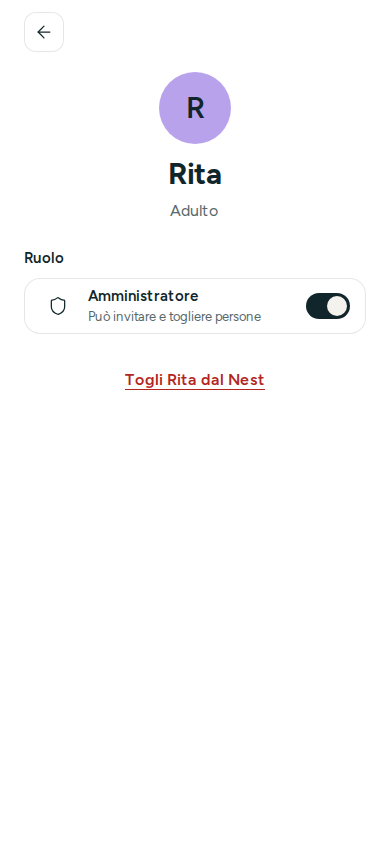 R
Rita
Adulto
Ruolo
Amministratore
Può invitare e togliere persone
Togli Rita dal Nest